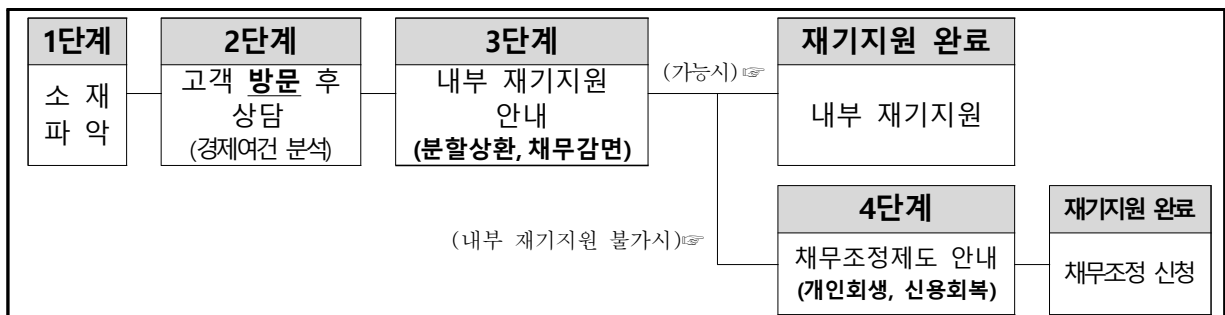 1단계
소 재
파 악
2단계
고객 방문 후
상담
(경제여건 분석)
3단계
내부 재기지원
안내
(분할상환, 채무감면)
(가능시)☞
재기지원 완료
내부 재기지원
(내부 재기지원 불가시)☞
4단계
채무조정제도 안내
(개인회생, 신용회복)
재기지원 완료
채무조정 신청